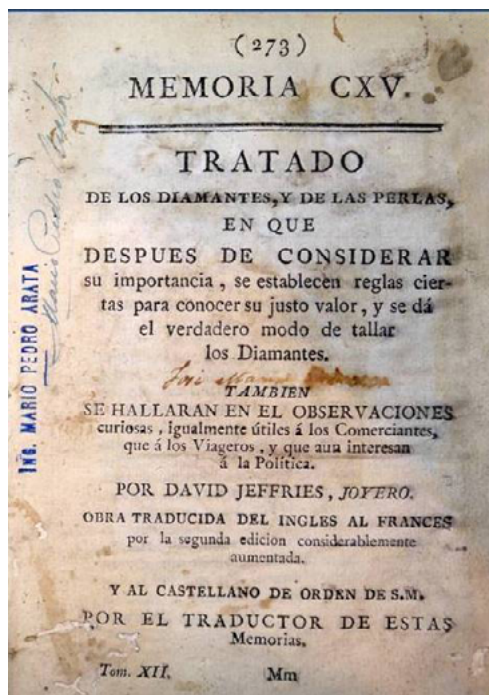 (273)
MEMORIA CXV.
TRATADO
DE LOS DIAMANTES, Y DE LAS PERLAS,
EN QUE
DESPUES DE CONSIDERAR
su importancia, se establecen reglas cier-
tas para conocer su justo valor, y se dá
el verdadero modo de tallar
los Diamantes.
TAMBIEN
SE HALLARAN EN EL OBSERVACIONES
curiosas, igualmente útiles á los Comerciantes,
que á los Viageros, y que aun interesan
á la Política.
POR DAVID JEFFRIES, JOYERO.
OBRA TRADUCIDA DEL INGLES AL FRANCES
por la segunda edicion considerablemente
aumentada.
Y AL CASTELLANO DE ORDEN DE S.M.
POR EL TRADUCTOR DE ESTAS
Memorias.
Tom. XII. Mm
ING. MARIO PEDRO ARATA
Mario Pedro Arata